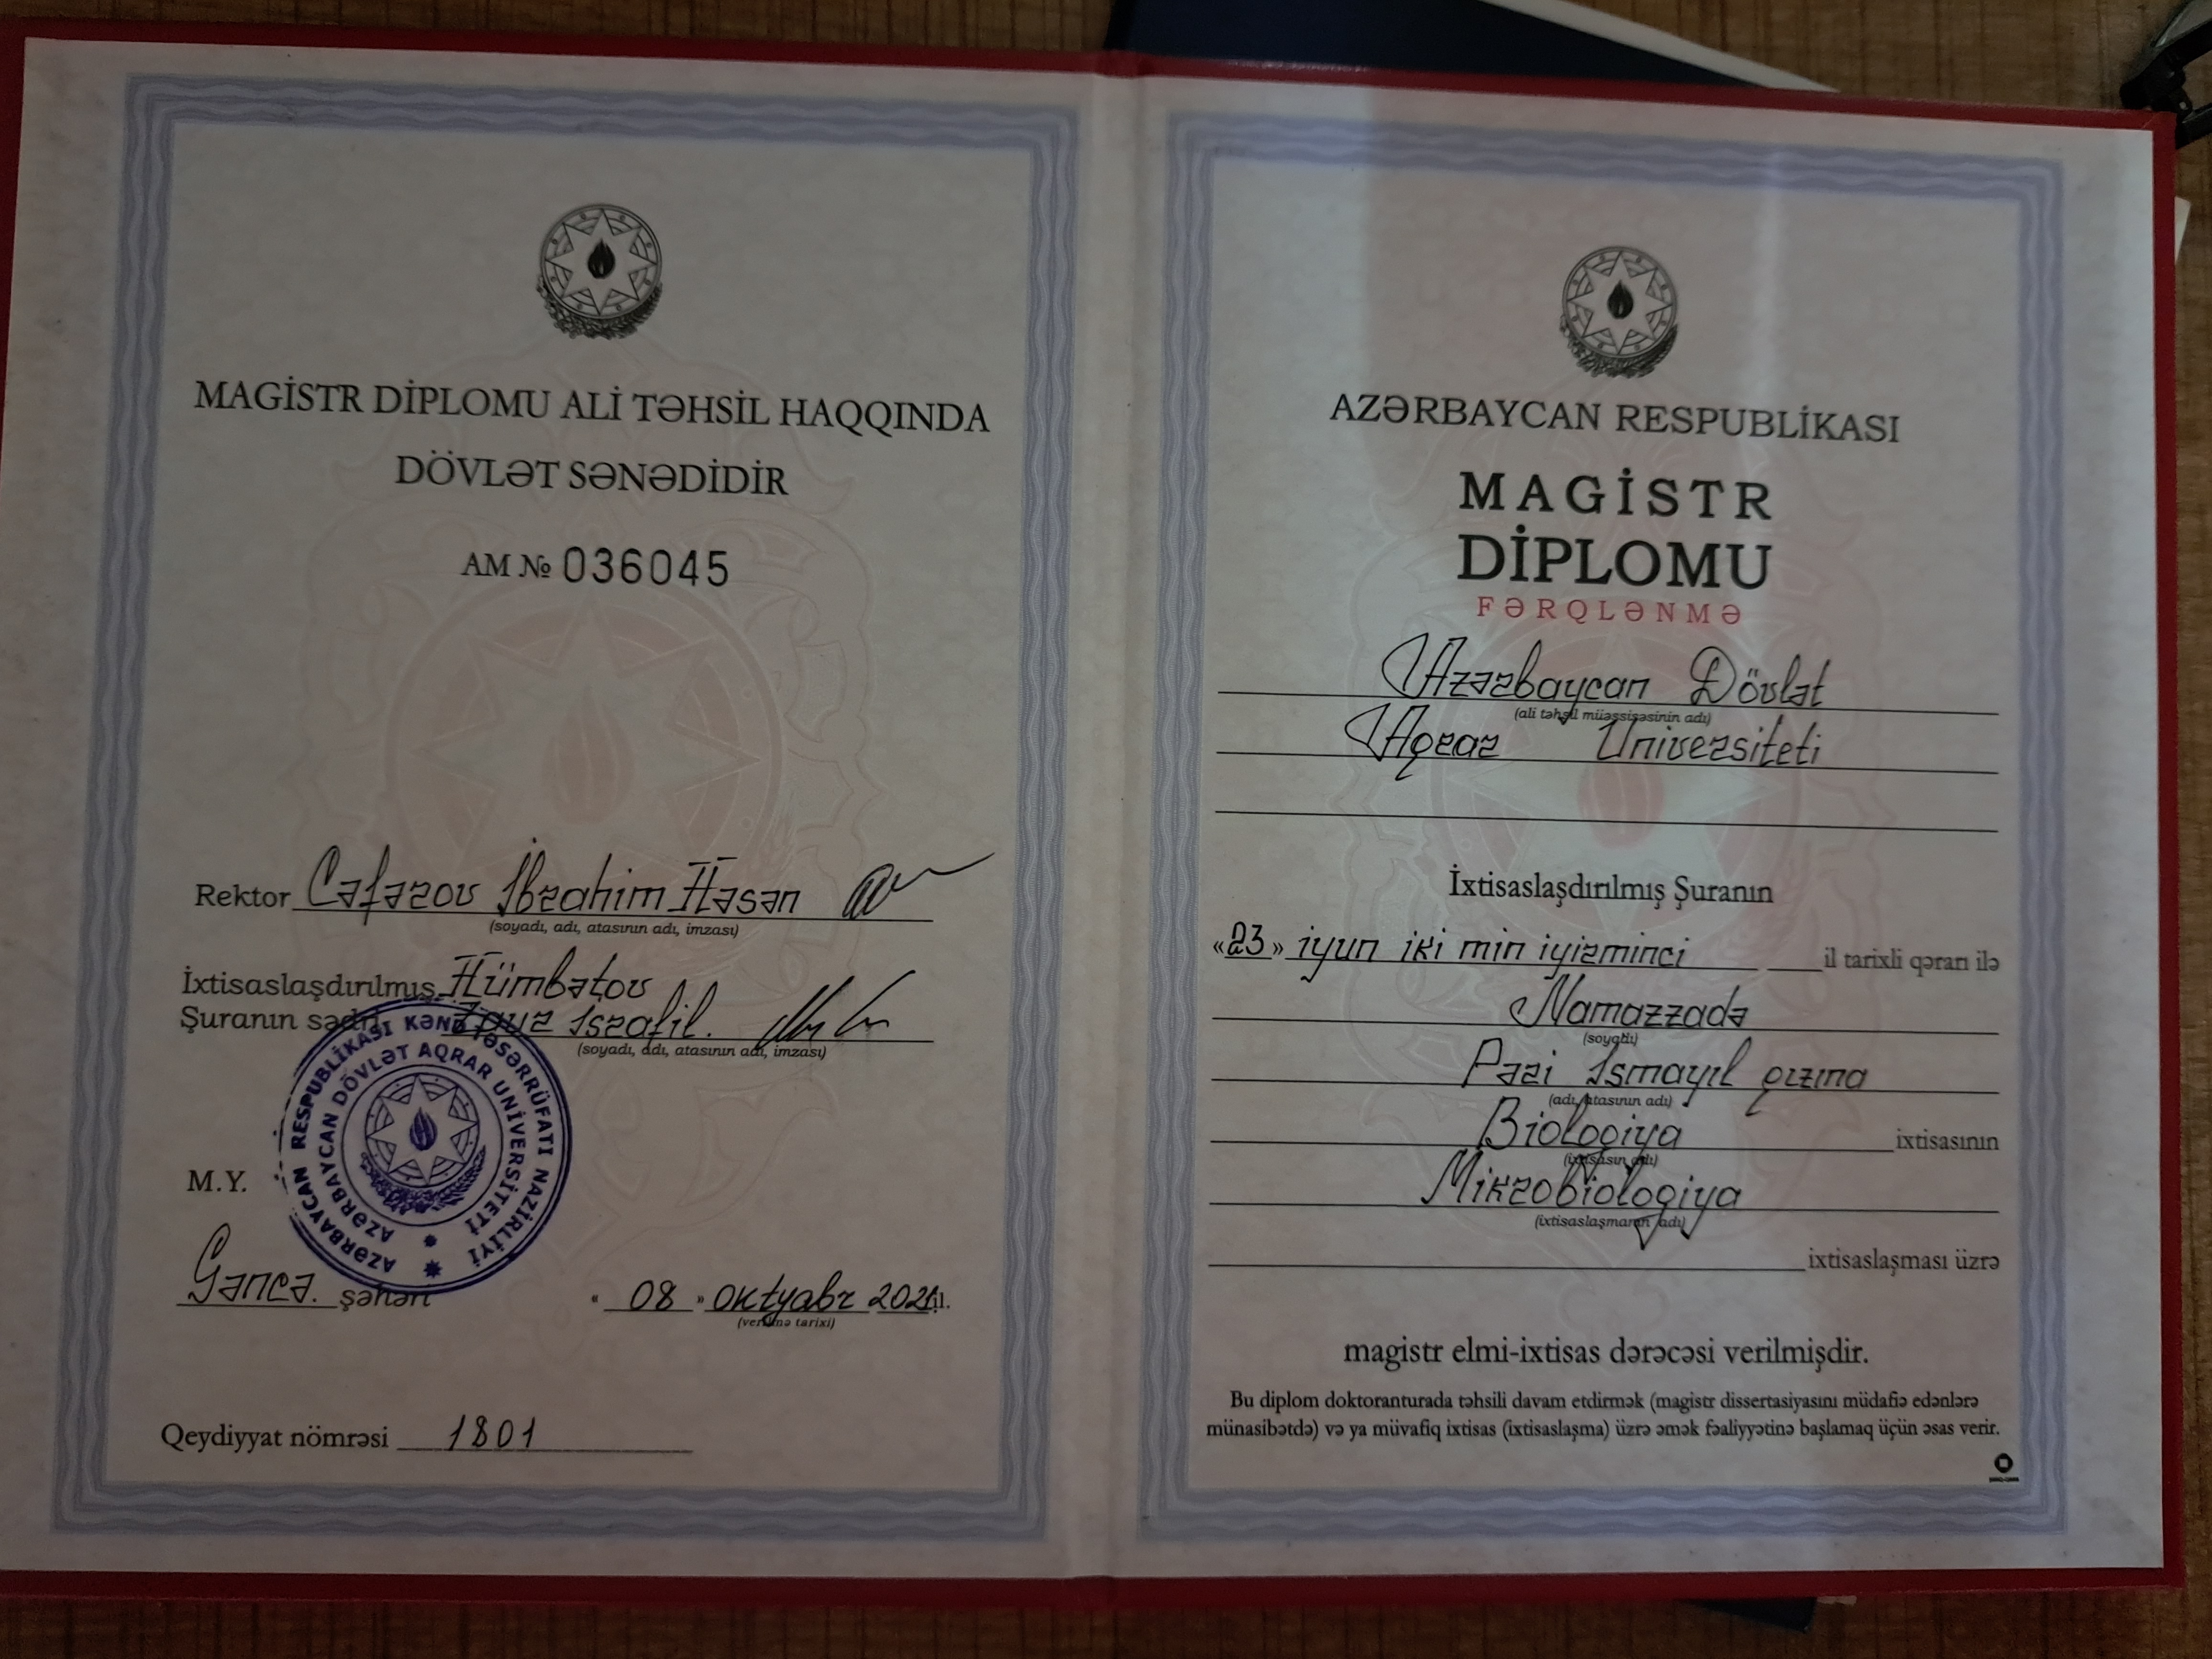 MAGİSTR DİPLOMU ALİ TƏHSİL HAQQINDA
DÖVLƏT SƏNƏDİDİR
AM № 036045
Rektor Cəfərov İbrahim Həsən
(soyadı, adı, atasının adı, imzası)
İxtisaslaşdırılmış Hümbətov
Şuranın sədri Zaur İsrafil.
(soyadı, adı, atasının adı, imzası)
AZƏRBAYCAN RESPUBLİKASI KƏND TƏSƏRRÜFATI NAZİRLİYİ
AZƏRBAYCAN DÖVLƏT AQRAR UNİVERSİTETİ
M.Y.
Gəncə. şəhəri « 08 » oktyabr il.
(verilmə tarixi)
Qeydiyyat nömrəsi 1801
AZƏRBAYCAN RESPUBLİKASI
MAGİSTR
DİPLOMU
FƏRQLƏNMƏ
Azərbaycan Dövlət
(ali təhsil müəssisəsinin adı)
Aqrar Universiteti
İxtisaslaşdırılmış Şuranın
«23» iyun iki min iyirminci il tarixli qərarı ilə
Namazzadə
(soyadı)
Pəri İsmayıl qızına
(adı, atasının adı)
Biologiya ixtisasının
(ixtisasın adı)
Mikrobiologiya
(ixtisaslaşmanın adı)
ixtisaslaşması üzrə
magistr elmi-ixtisas dərəcəsi verilmişdir.
Bu diplom doktoranturada təhsili davam etdirmək (magistr dissertasiyasını müdafiə edənlərə
münasibətdə) və ya müvafiq ixtisas (ixtisaslaşma) üzrə əmək fəaliyyətinə başlamaq üçün əsas verir.